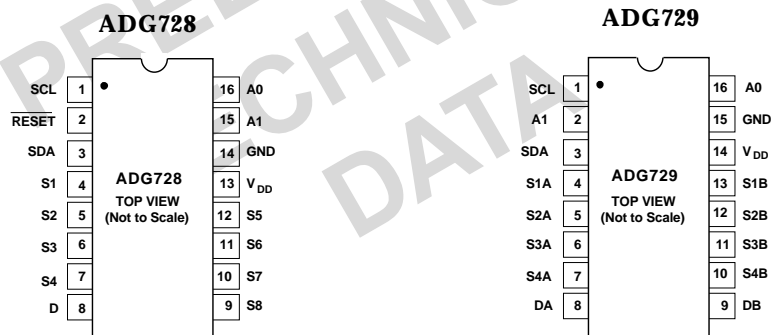 ADG728
SCL 1 16 A0
RESET 2 15 A1
SDA 3 14 GND
S1 4 13 VDD
S2 5 12 S5
S3 6 11 S6
S4 7 10 S7
D 8 9 S8
ADG728
TOP VIEW
(Not to Scale)
ADG729
SCL 1 16 A0
A1 2 15 GND
SDA 3 14 VDD
S1A 4 13 S1B
S2A 5 12 S2B
S3A 6 11 S3B
S4A 7 10 S4B
DA 8 9 DB
ADG729
TOP VIEW
(Not to Scale)
DATA